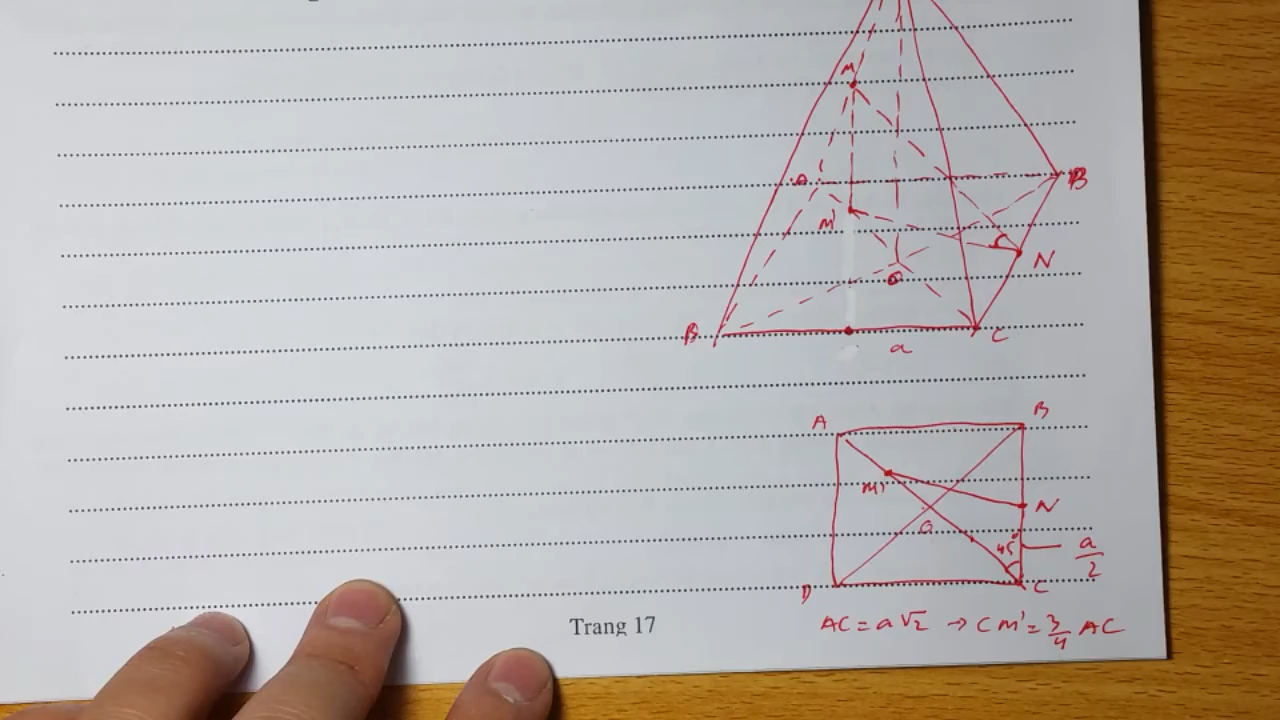 M
A
B
M'
N
O
B
C
a
A
B
M'
N
O
45°
a/2
D
C
AC = a√2 → CM' = 3/4 AC
Trang 17